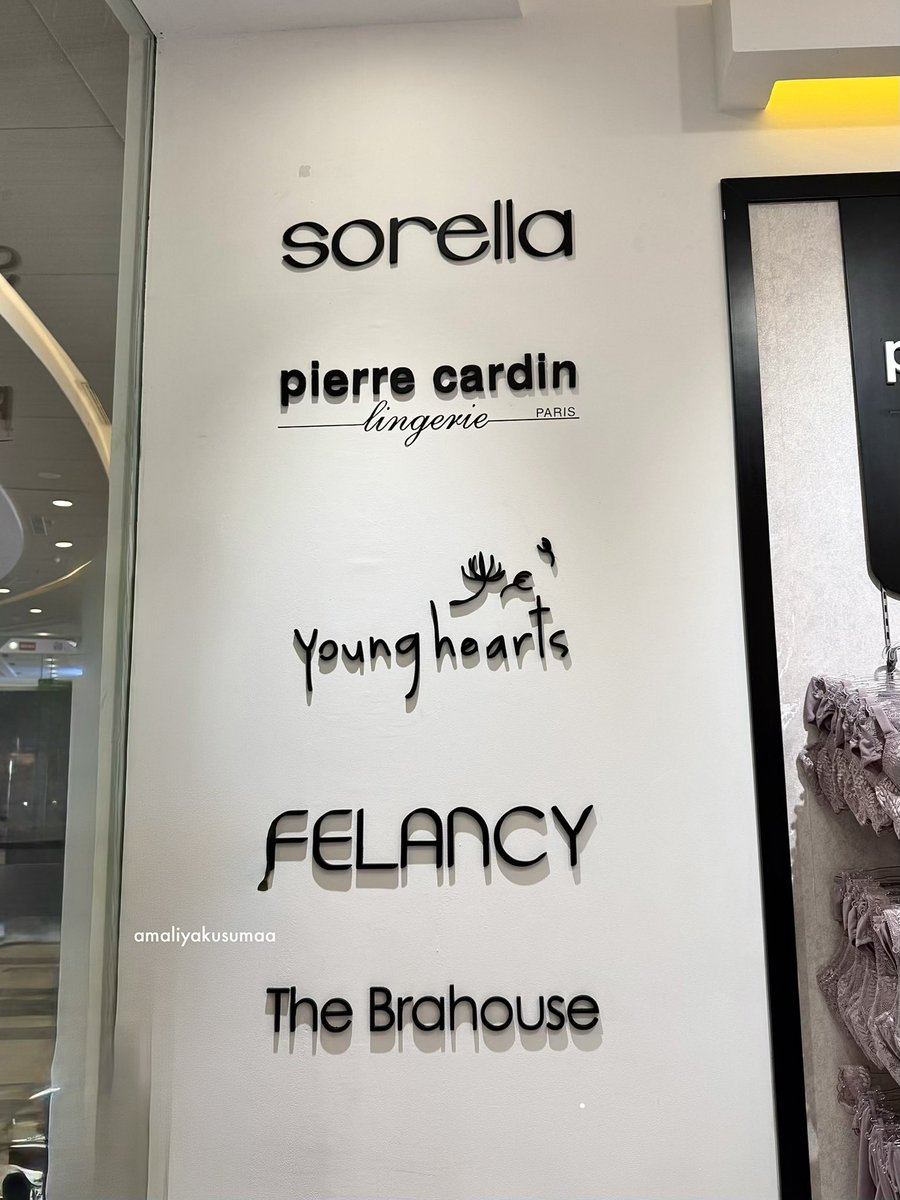 sorella
pierre cardin
lingerie PARIS
Young hearts
FELANCY
amaliyakusumaa
The Brahouse
p